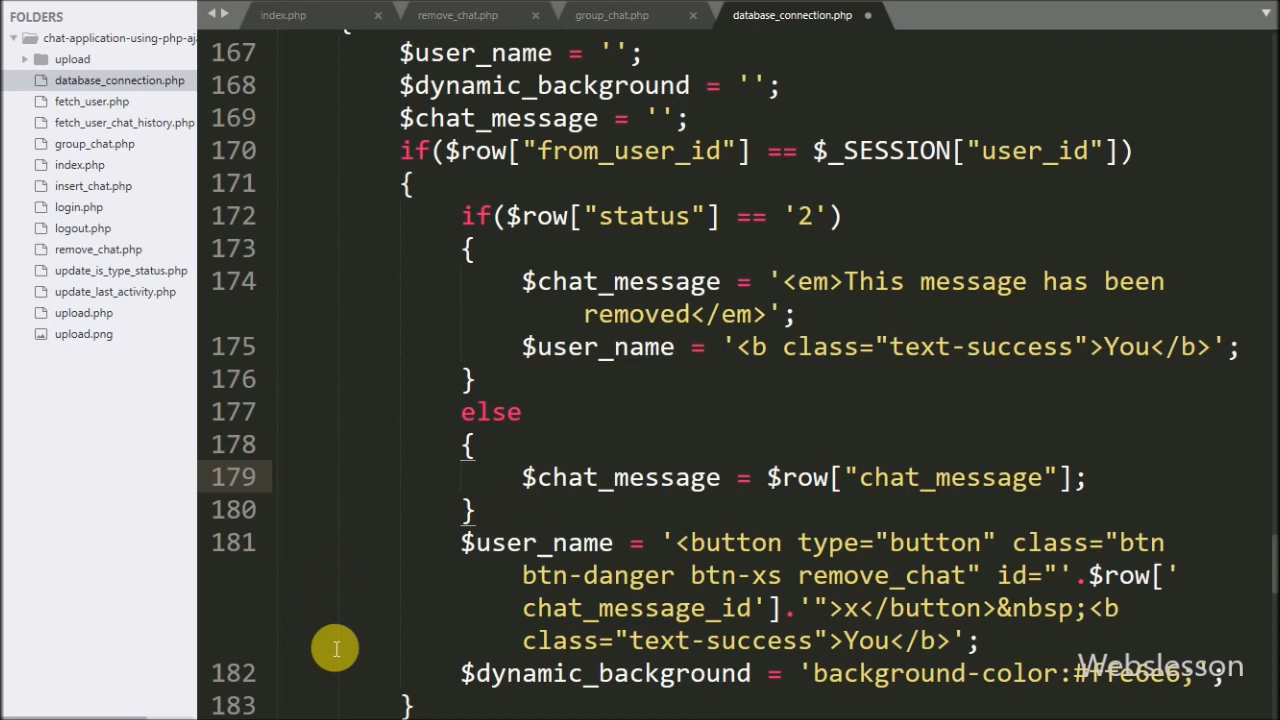 index.php
remove_chat.php
group_chat.php
database_connection.php
FOLDERS
chat-application-using-php-aj
upload
database_connection.php
fetch_user.php
fetch_user_chat_history.php
group_chat.php
index.php
insert_chat.php
login.php
logout.php
remove_chat.php
update_is_type_status.php
update_last_activity.php
upload.php
upload.png
167 $user_name = '';
168 $dynamic_background = '';
169 $chat_message = '';
170 if($row["from_user_id"] == $_SESSION["user_id"])
171 {
172 if($row["status"] == '2')
173 {
174 $chat_message = '<em>This message has been
removed</em>';
175 $user_name = '<b class="text-success">You</b>';
176 }
177 else
178 {
179 $chat_message = $row["chat_message"];
180 }
181 $user_name = '<button type="button" class="btn
btn-danger btn-xs remove_chat" id="'.$row['
chat_message_id'].'">x</button>&nbsp;<b
class="text-success">You</b>';
182 $dynamic_background = 'background-color:#ffe6e6;';
183 }
Webslesson